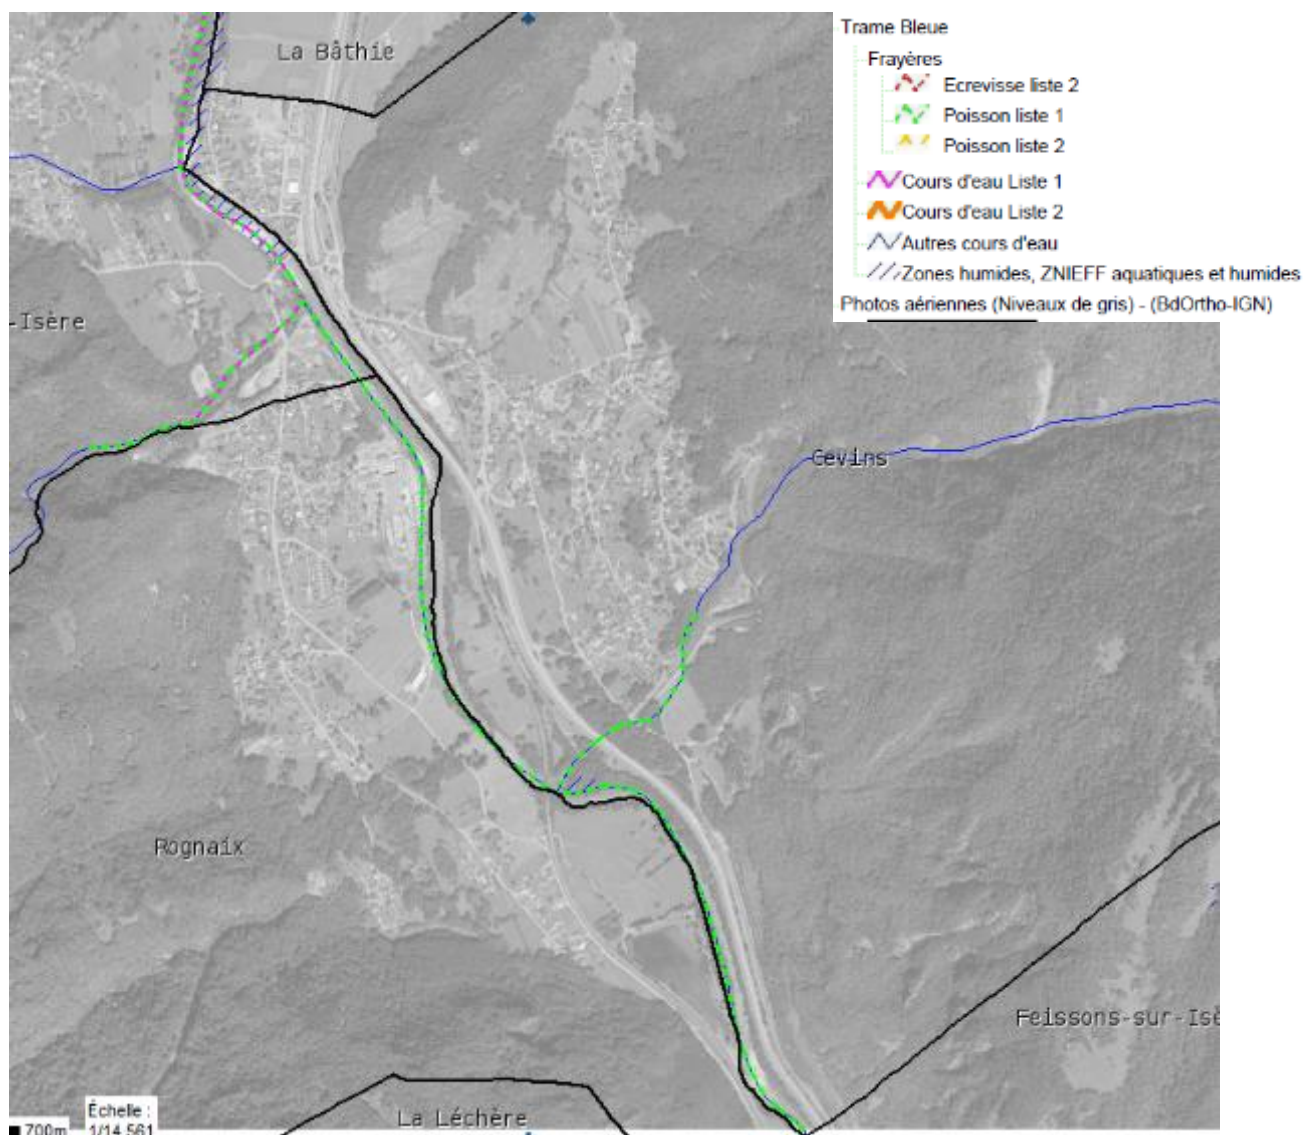 Trame Bleue
La Bâthie
Frayères
Ecrevisse liste 2
Poisson liste 1
Poisson liste 2
Cours d'eau Liste 1
Cours d'eau Liste 2
Autres cours d'eau
Zones humides, ZNIEFF aquatiques et humides
Photos aériennes (Niveaux de gris) - (BdOrtho-IGN)
-Isère
Cevins
Rognaix
Feissons-sur-Isè
Échelle :
La Léchère
700m
1/14 561